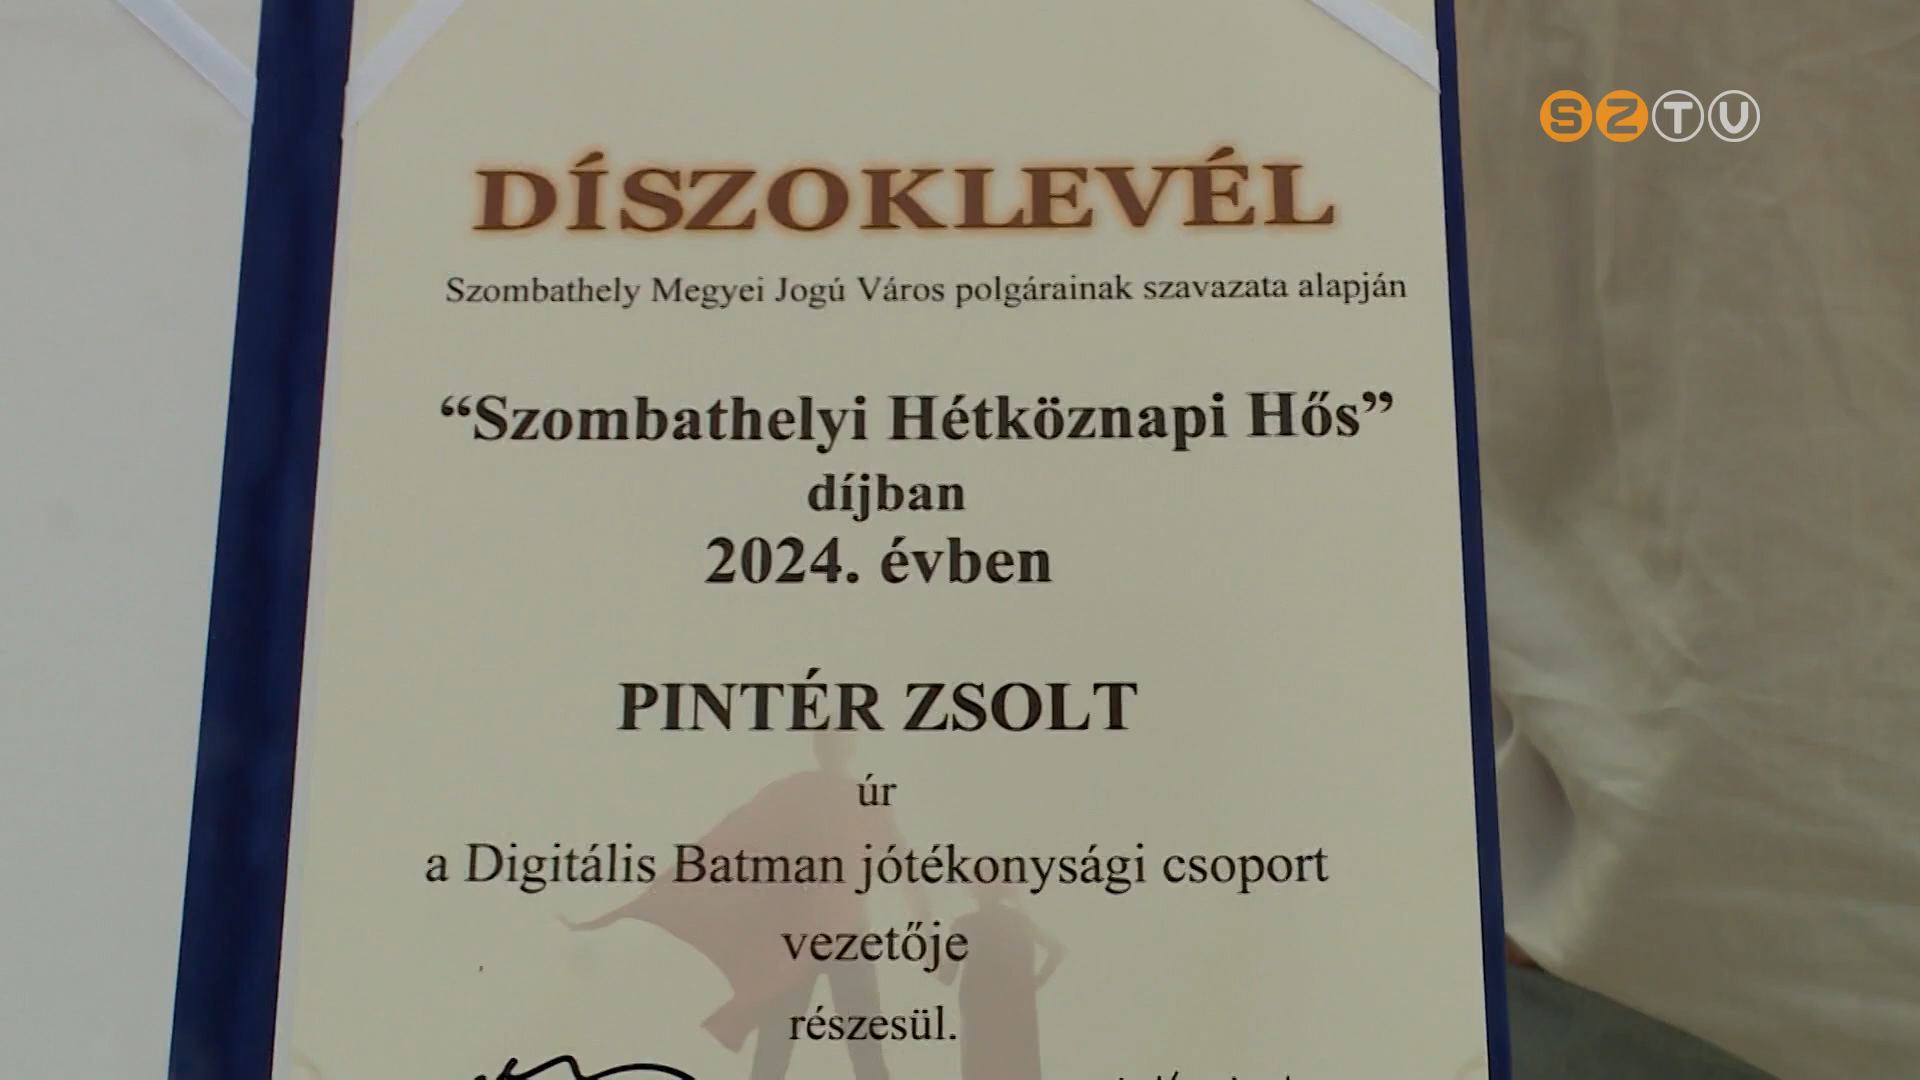 SZTV
DÍSZOKLEVÉL
Szombathely Megyei Jogú Város polgárainak szavazata alapján
“Szombathelyi Hétköznapi Hős”
díjban
2024. évben
PINTÉR ZSOLT
úr
a Digitális Batman jótékonysági csoport
vezetője
részesül.